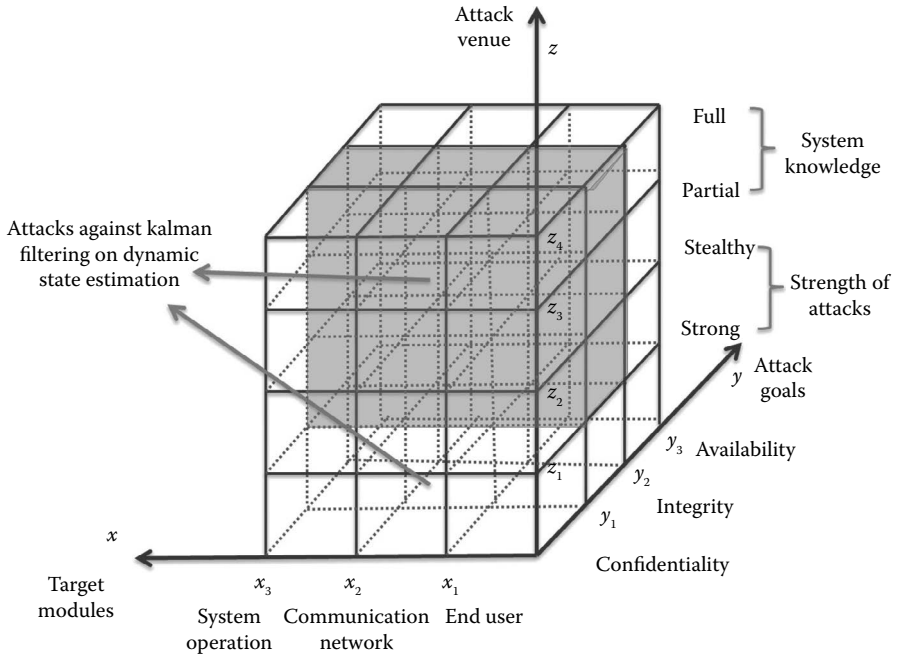 Attack
venue
z
Full
System
knowledge
Partial
Attacks against kalman
filtering on dynamic
state estimation
z4
Stealthy
Strength of
attacks
z3
Strong
y
Attack
goals
z2
y3 Availability
z1
y2
Integrity
y1
Confidentiality
x
Target
modules
x3
x2
x1
System
operation
Communication
network
End user